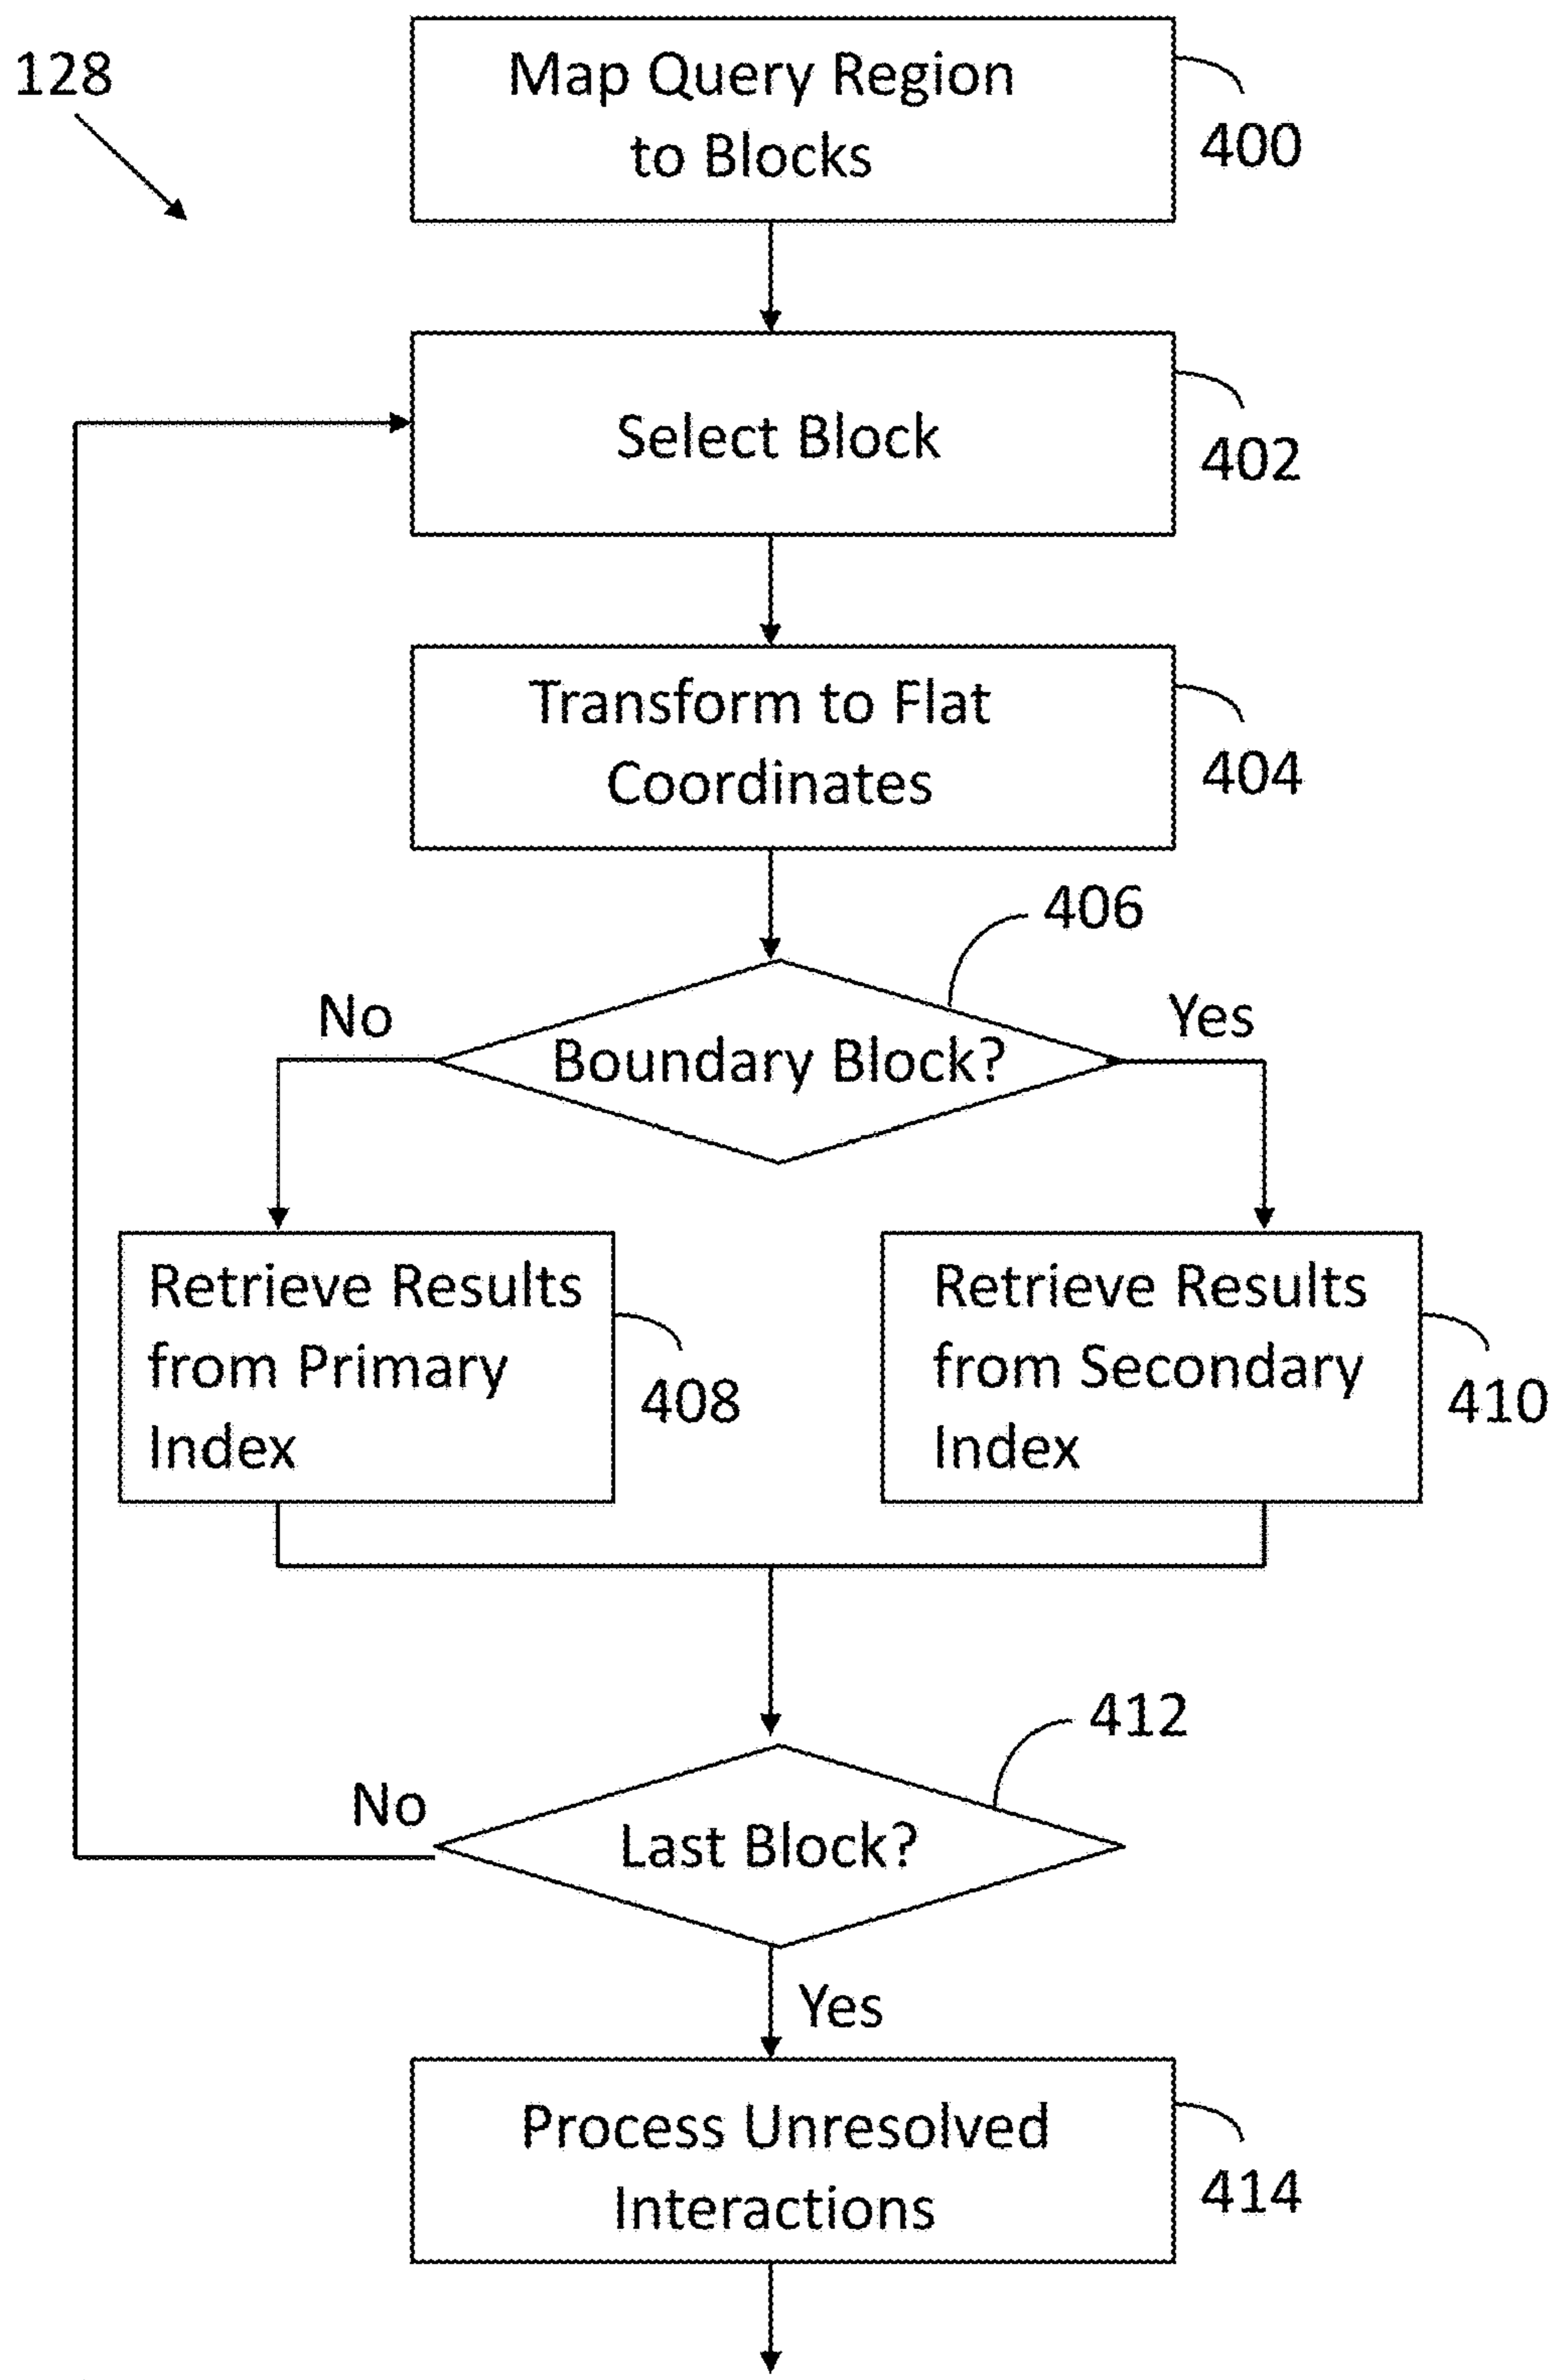 128
Map Query Region
to Blocks
400
Select Block
402
Transform to Flat
Coordinates
404
406
No
Yes
Boundary Block?
Retrieve Results
from Primary
Index
408
Retrieve Results
from Secondary
Index
410
412
No
Last Block?
Yes
Process Unresolved
Interactions
414